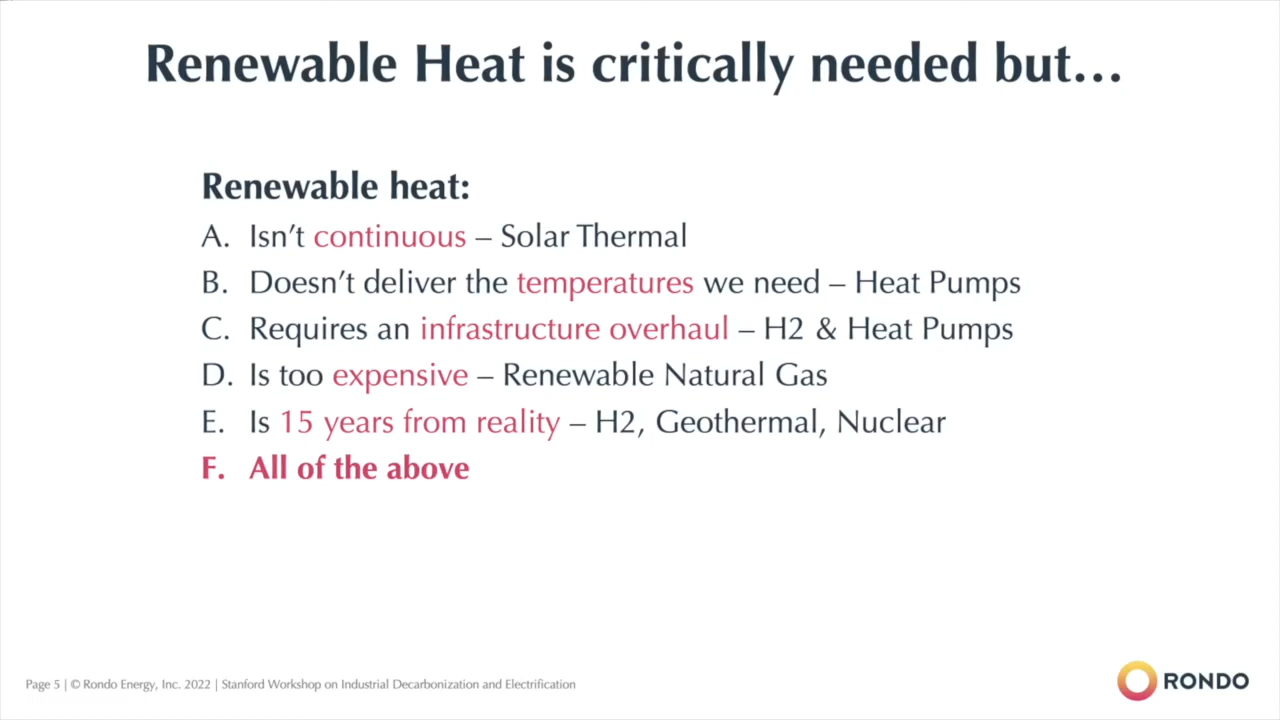 Renewable Heat is critically needed but…
Renewable heat:
A. Isn’t continuous – Solar Thermal
B. Doesn’t deliver the temperatures we need – Heat Pumps
C. Requires an infrastructure overhaul – H2 & Heat Pumps
D. Is too expensive – Renewable Natural Gas
E. Is 15 years from reality – H2, Geothermal, Nuclear
F. All of the above
Page 5 | © Rondo Energy, Inc. 2022 | Stanford Workshop on Industrial Decarbonization and Electrification
RONDO